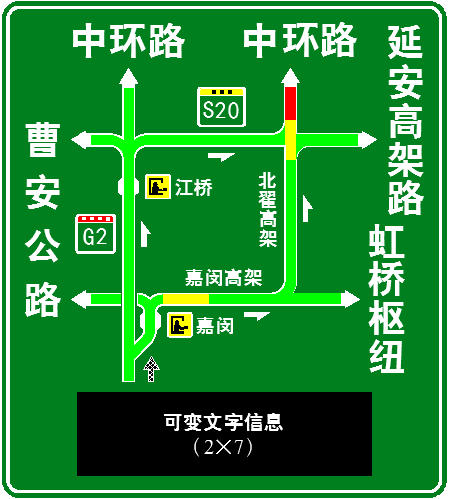 中环路
中环路
延安高架路
曹安公路
S20
江桥
北翟高架
G2
虹桥枢纽
嘉闵高架
嘉闵
可变文字信息
(2×7)